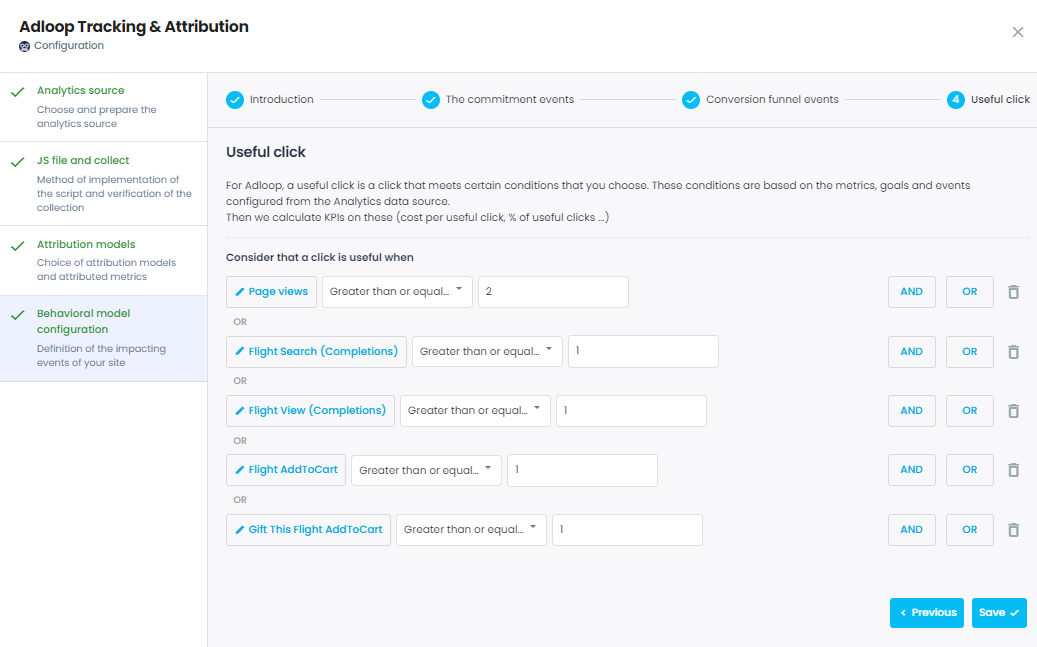 Adloop Tracking & Attribution
Configuration
Analytics source
Choose and prepare the
analytics source
JS file and collect
Method of implementation of
the script and verification of the
collection
Attribution models
Choice of attribution models
and attributed metrics
Behavioral model
configuration
Definition of the impacting
events of your site
Introduction The commitment events Conversion funnel events 4 Useful click
Useful click
For Adloop, a useful click is a click that meets certain conditions that you choose. These conditions are based on the metrics, goals and events
configured from the Analytics data source.
Then we calculate KPIs on these (cost per useful click, % of useful clicks ...)
Consider that a click is useful when
Page views Greater than or equal... 2 AND OR
OR
Flight Search (Completions) Greater than or equal... 1 AND OR
OR
Flight View (Completions) Greater than or equal... 1 AND OR
OR
Flight AddToCart Greater than or equal... 1 AND OR
OR
Gift This Flight AddToCart Greater than or equal... 1 AND OR
Previous Save